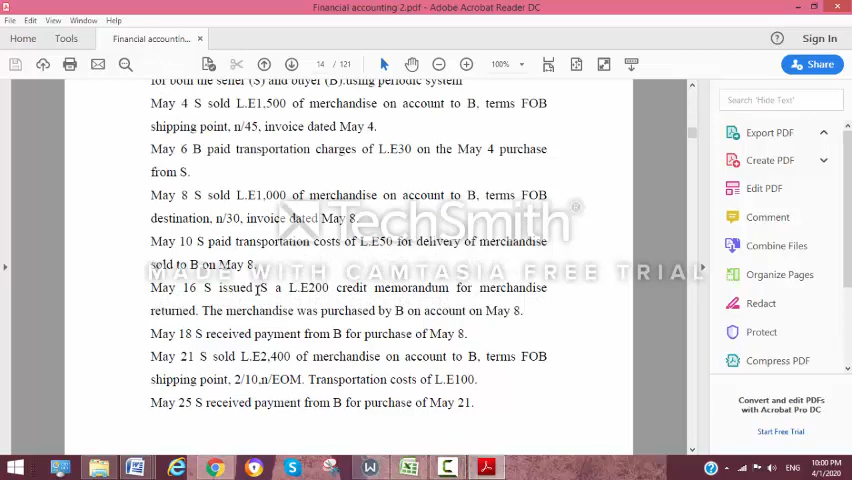 Financial accounting 2.pdf - Adobe Acrobat Reader DC
File Edit View Window Help
Home Tools Financial accountin... × Sign In
14 / 121 100% Share
for both the seller (S) and buyer (B).using periodic system
May 4 S sold L.E1,500 of merchandise on account to B, terms FOB
shipping point, n/45, invoice dated May 4.
May 6 B paid transportation charges of L.E30 on the May 4 purchase
from S.
May 8 S sold L.E1,000 of merchandise on account to B, terms FOB
destination, n/30, invoice dated May 8.
May 10 S paid transportation costs of L.E50 for delivery of merchandise
sold to B on May 8.
May 16 S issued S a L.E200 credit memorandum for merchandise
returned. The merchandise was purchased by B on account on May 8.
May 18 S received payment from B for purchase of May 8.
May 21 S sold L.E2,400 of merchandise on account to B, terms FOB
shipping point, 2/10,n/EOM. Transportation costs of L.E100.
May 25 S received payment from B for purchase of May 21.
TechSmith®
MADE WITH CAMTASIA FREE TRIAL
Search 'Hide Text'
Export PDF
Create PDF
Edit PDF
Comment
Combine Files
Organize Pages
Redact
Protect
Compress PDF
Convert and edit PDFs
with Acrobat Pro DC
Start Free Trial
ENG
10:00 PM
4/1/2020